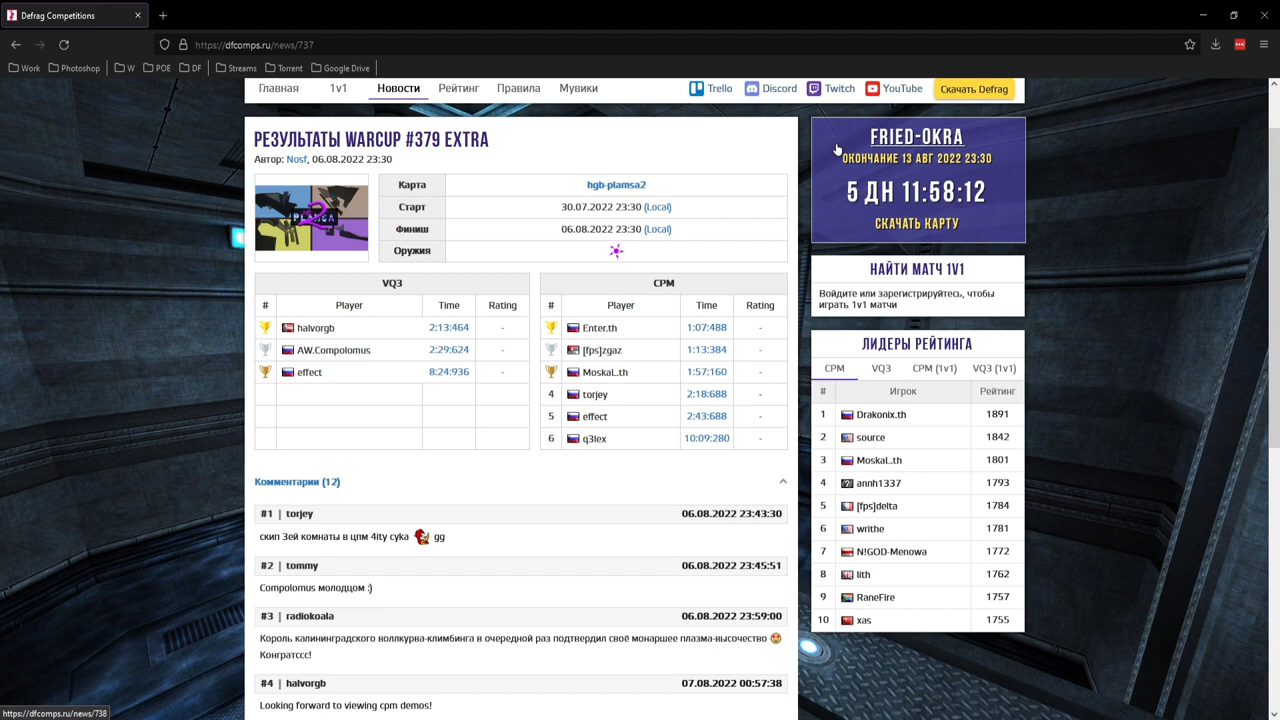 Defrag Competitions
https://dfcomps.ru/news/737
Work Photoshop W POE DF Streams Torrent Google Drive
Главная 1v1 Новости Рейтинг Правила Мувики Trello Discord Twitch YouTube Скачать Defrag
РЕЗУЛЬТАТЫ WARCUP #379 EXTRA
Автор: Nosf, 06.08.2022 23:30
PLAMSA 2
Карта hgb-plamsa2
Старт 30.07.2022 23:30 (Local)
Финиш 06.08.2022 23:30 (Local)
Оружия
VQ3
# Player Time Rating
halvorgb 2:13:464 -
AW.Compolomus 2:29:624 -
effect 8:24:936 -
CPM
# Player Time Rating
Enter.th 1:07:488 -
[fps]zgaz 1:13:384 -
MoskaL.th 1:57:160 -
4 torjey 2:18:688 -
5 effect 2:43:688 -
6 q3lex 10:09:280 -
Комментарии (12)
#1 | torjey 06.08.2022 23:43:30
скип 3ей комнаты в цпм 4ity сука gg
#2 | tommy 06.08.2022 23:45:51
Compolomus молодцом :)
#3 | radiokoala 06.08.2022 23:59:00
Король калининградского воллкурва-климбинга в очередной раз подтвердил своё монаршее плазма-высочество
Конгратссс!
#4 | halvorgb 07.08.2022 00:57:38
Looking forward to viewing cpm demos!
FRIED-OKRA
ОКОНЧАНИЕ 13 АВГ 2022 23:30
5 ДН 11:58:12
СКАЧАТЬ КАРТУ
НАЙТИ МАТЧ 1V1
Войдите или зарегистрируйтесь, чтобы
играть 1v1 матчи
ЛИДЕРЫ РЕЙТИНГА
CPM VQ3 CPM (1v1) VQ3 (1v1)
# Игрок Рейтинг
1 Drakonix.th 1891
2 source 1842
3 MoskaL.th 1801
4 annh1337 1793
5 [fps]delta 1784
6 writhe 1781
7 N!GOD-Menowa 1772
8 lith 1762
9 RaneFire 1757
10 xas 1755
https://dfcomps.ru/news/738